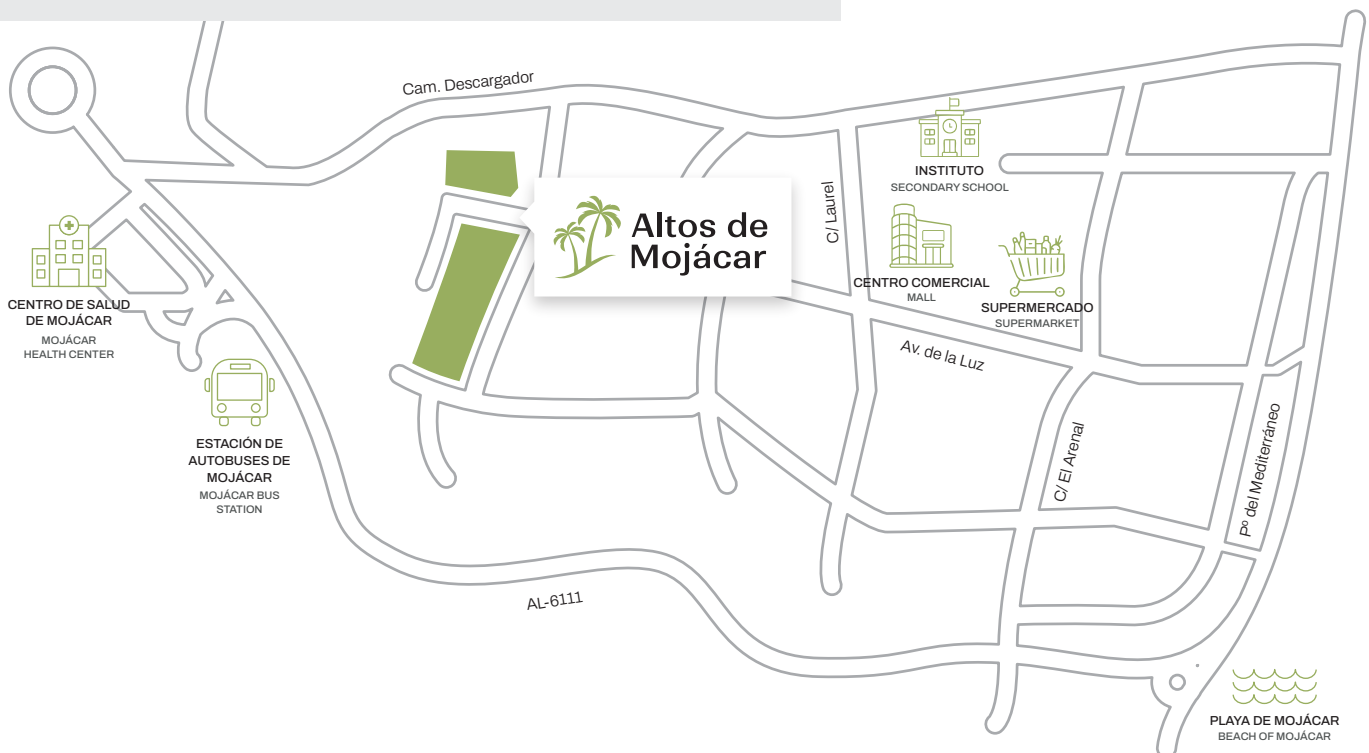 Cam. Descargador
INSTITUTO
SECONDARY SCHOOL
C/ Laurel
Altos de
Mojácar
CENTRO DE SALUD
DE MOJÁCAR
MOJÁCAR
HEALTH CENTER
CENTRO COMERCIAL
MALL
SUPERMERCADO
SUPERMARKET
Av. de la Luz
ESTACIÓN DE
AUTOBUSES DE
MOJÁCAR
MOJÁCAR BUS
STATION
C/ El Arenal
Pº del Mediterráneo
AL-6111
PLAYA DE MOJÁCAR
BEACH OF MOJÁCAR